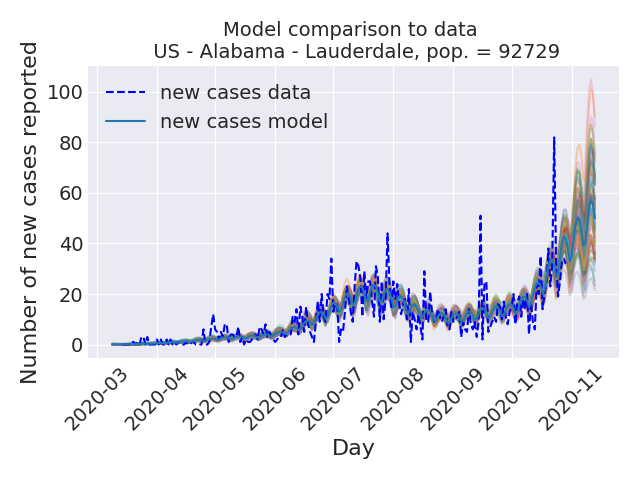 Model comparison to data
US - Alabama - Lauderdale, pop. = 92729
Number of new cases reported
100
80
60
40
20
0
new cases data
new cases model
2020-03
2020-04
2020-05
2020-06
2020-07
2020-08
2020-09
2020-10
2020-11
Day